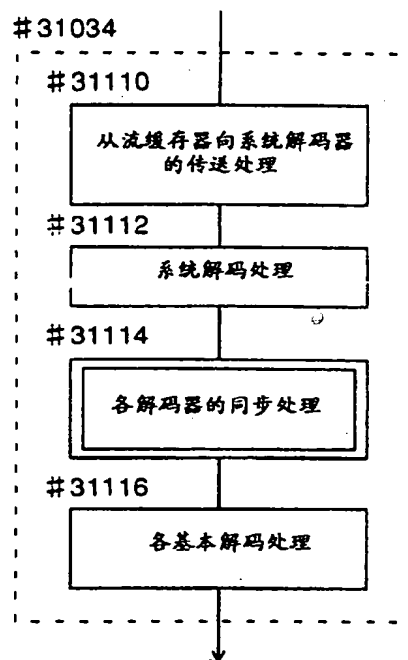 #31034
#31110
从流缓存器向系统解码器
的传送处理
#31112
系统解码处理
#31114
各解码器的同步处理
#31116
各基本解码处理